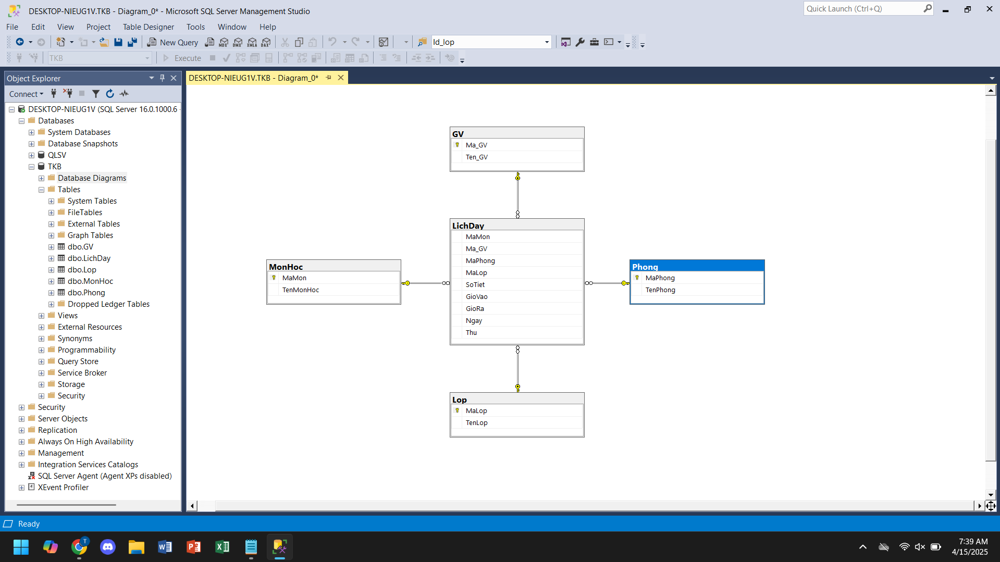 DESKTOP-NIEUG1V.TKB - Diagram_0* - Microsoft SQL Server Management Studio
Quick Launch (Ctrl+Q)
File Edit View Project Table Designer Tools Window Help
New Query MDX DMX XMLA DAX Id_lop
TKB Execute
Object Explorer
DESKTOP-NIEUG1V.TKB - Diagram_0*
Connect
DESKTOP-NIEUG1V (SQL Server 16.0.1000.6 -
Databases
System Databases
Database Snapshots
QLSV
TKB
Database Diagrams
Tables
System Tables
FileTables
External Tables
Graph Tables
dbo.GV
dbo.LichDay
dbo.Lop
dbo.MonHoc
dbo.Phong
Dropped Ledger Tables
Views
External Resources
Synonyms
Programmability
Query Store
Service Broker
Storage
Security
Security
Server Objects
Replication
Always On High Availability
Management
Integration Services Catalogs
SQL Server Agent (Agent XPs disabled)
XEvent Profiler
GV
Ma_GV
Ten_GV
LichDay
MaMon
Ma_GV
MaPhong
MaLop
SoTiet
GioVao
GioRa
Ngay
Thu
MonHoc
MaMon
TenMonHoc
Phong
MaPhong
TenPhong
Lop
MaLop
TenLop
Ready
T
7:39 AM
4/15/2025